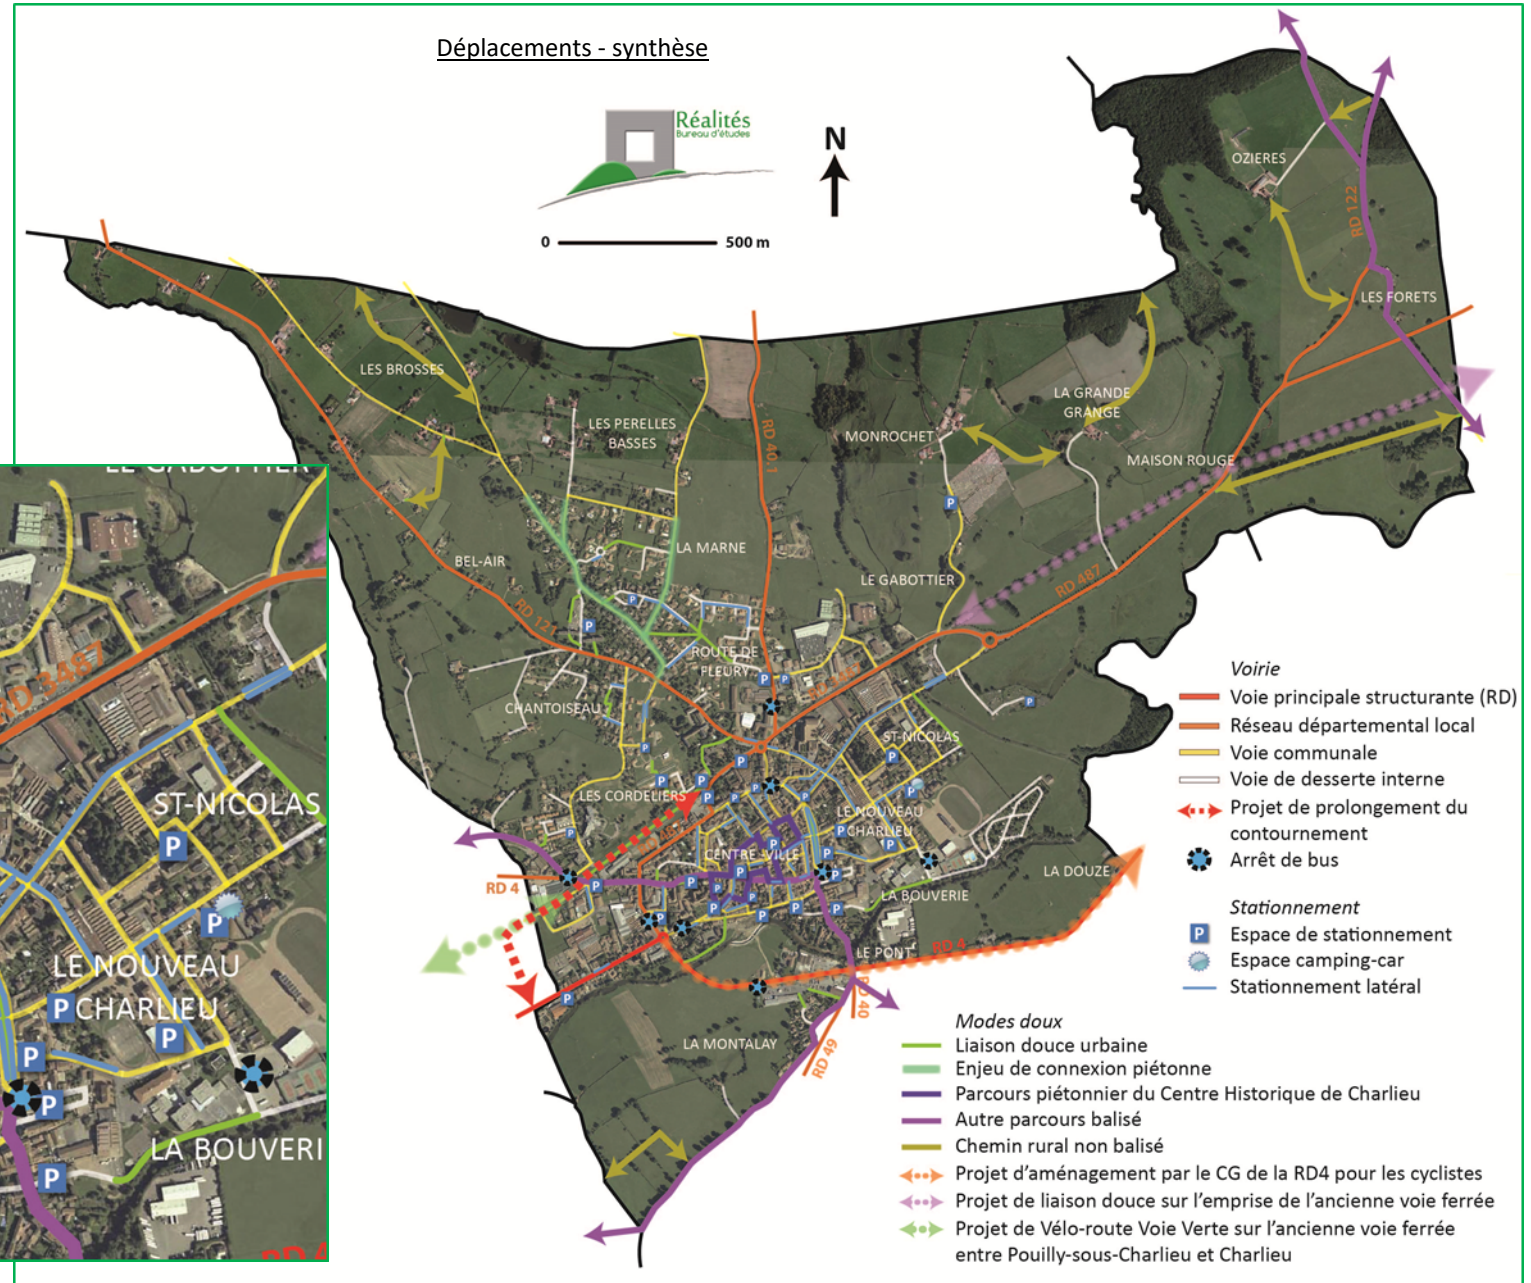 Déplacements - synthèse
Réalités
Bureau d'études
N
0 500 m
OZIERES
RD 122
LES FORETS
LES BROSSES
LES PERELLES
BASSES
RD 40.1
LA GRANDE
GRANGE
MONROCHET
MAISON ROUGE
P
LA MARNE
BEL-AIR
LE GABOTTIER
RD 487
RD 121
P
P
ROUTE DE
FLEURY
P
P
CHANTOISEAU
P
P
ST-NICOLAS
P
P
P
P
LES CORDELIERS
P
P
P
P
P
LE NOUVEAU
PCHARLIEU
P
P
P
CENTRE-VILLE
P
LA DOUZE
RD 4
P
P
P
P
P
P
LA BOUVERIE
P
P
P
P
P
P
LE PONT
RD 4
P
RD 40
LA MONTALAY
RD 49
LE GABOTTIER
RD 3487
ST-NICOLAS
P
P
LE NOUVEAU
PCHARLIEU
P
P
P
LA BOUVERI
P
RD 4
Voirie
Voie principale structurante (RD)
Réseau départemental local
Voie communale
Voie de desserte interne
Projet de prolongement du
contournement
Arrêt de bus
Stationnement
P Espace de stationnement
Espace camping-car
Stationnement latéral
Modes doux
Liaison douce urbaine
Enjeu de connexion piétonne
Parcours piétonnier du Centre Historique de Charlieu
Autre parcours balisé
Chemin rural non balisé
Projet d'aménagement par le CG de la RD4 pour les cyclistes
Projet de liaison douce sur l'emprise de l'ancienne voie ferrée
Projet de Vélo-route Voie Verte sur l'ancienne voie ferrée
entre Pouilly-sous-Charlieu et Charlieu